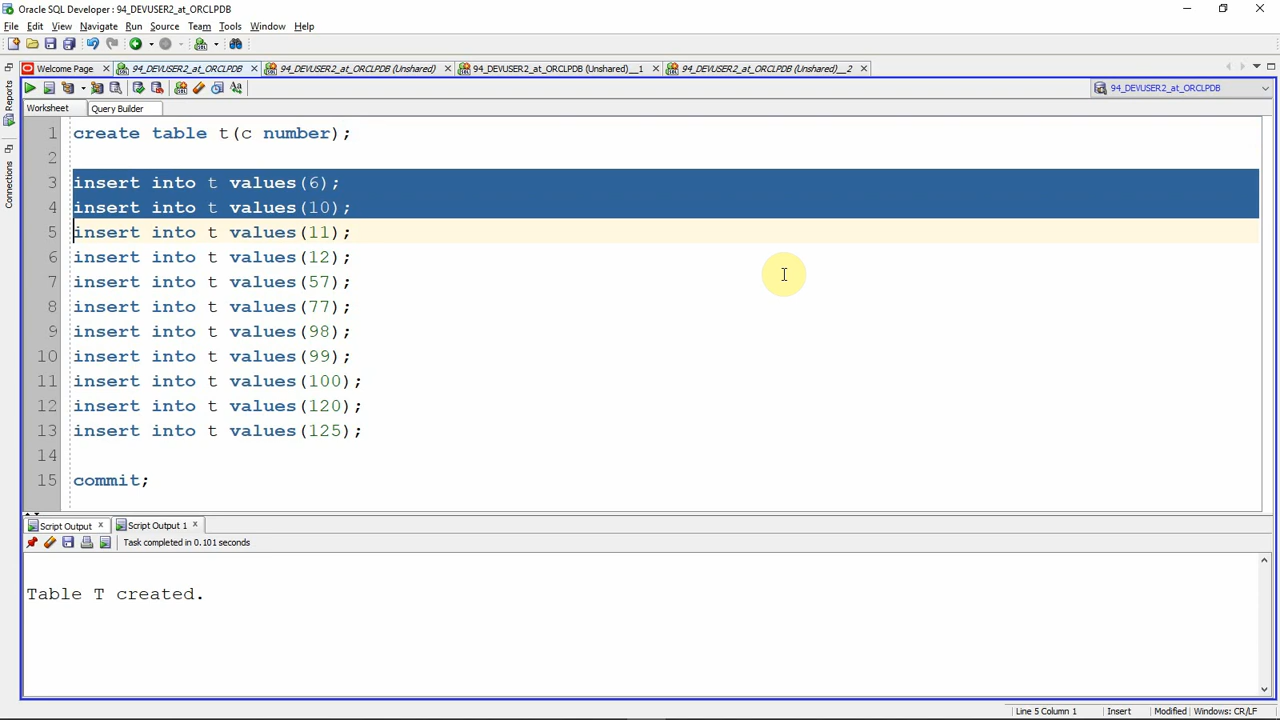 Oracle SQL Developer : 94_DEVUSER2_at_ORCLPDB
File Edit View Navigate Run Source Team Tools Window Help
Welcome Page 94_DEVUSER2_at_ORCLPDB 94_DEVUSER2_at_ORCLPDB (Unshared) 94_DEVUSER2_at_ORCLPDB (Unshared)__1 94_DEVUSER2_at_ORCLPDB (Unshared)__2
94_DEVUSER2_at_ORCLPDB
Reports
Connections
Worksheet Query Builder
1 create table t(c number);
2
3 insert into t values(6);
4 insert into t values(10);
5 insert into t values(11);
6 insert into t values(12);
7 insert into t values(57);
8 insert into t values(77);
9 insert into t values(98);
10 insert into t values(99);
11 insert into t values(100);
12 insert into t values(120);
13 insert into t values(125);
14
15 commit;
Script Output Script Output 1
Task completed in 0.101 seconds
Table T created.
Line 5 Column 1 Insert Modified Windows: CR/LF